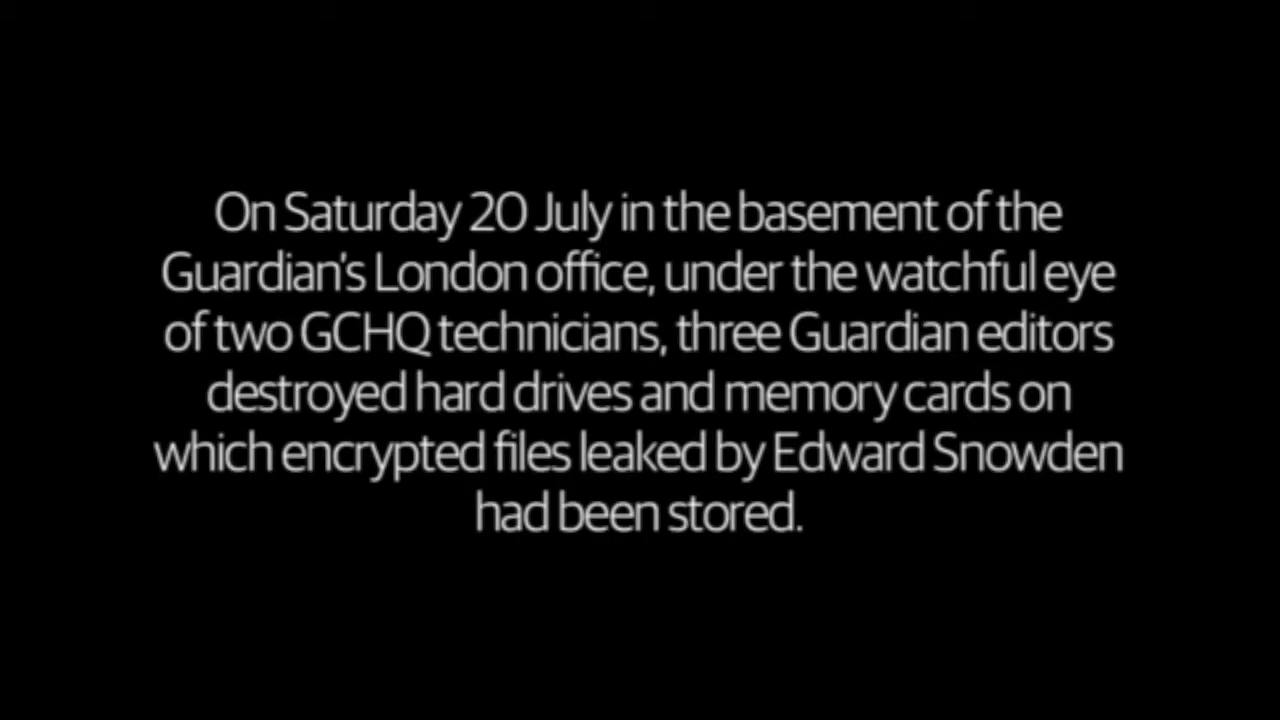 On Saturday 20 July in the basement of the
Guardian's London office, under the watchful eye
of two GCHQ technicians, three Guardian editors
destroyed hard drives and memory cards on
which encrypted files leaked by Edward Snowden
had been stored.